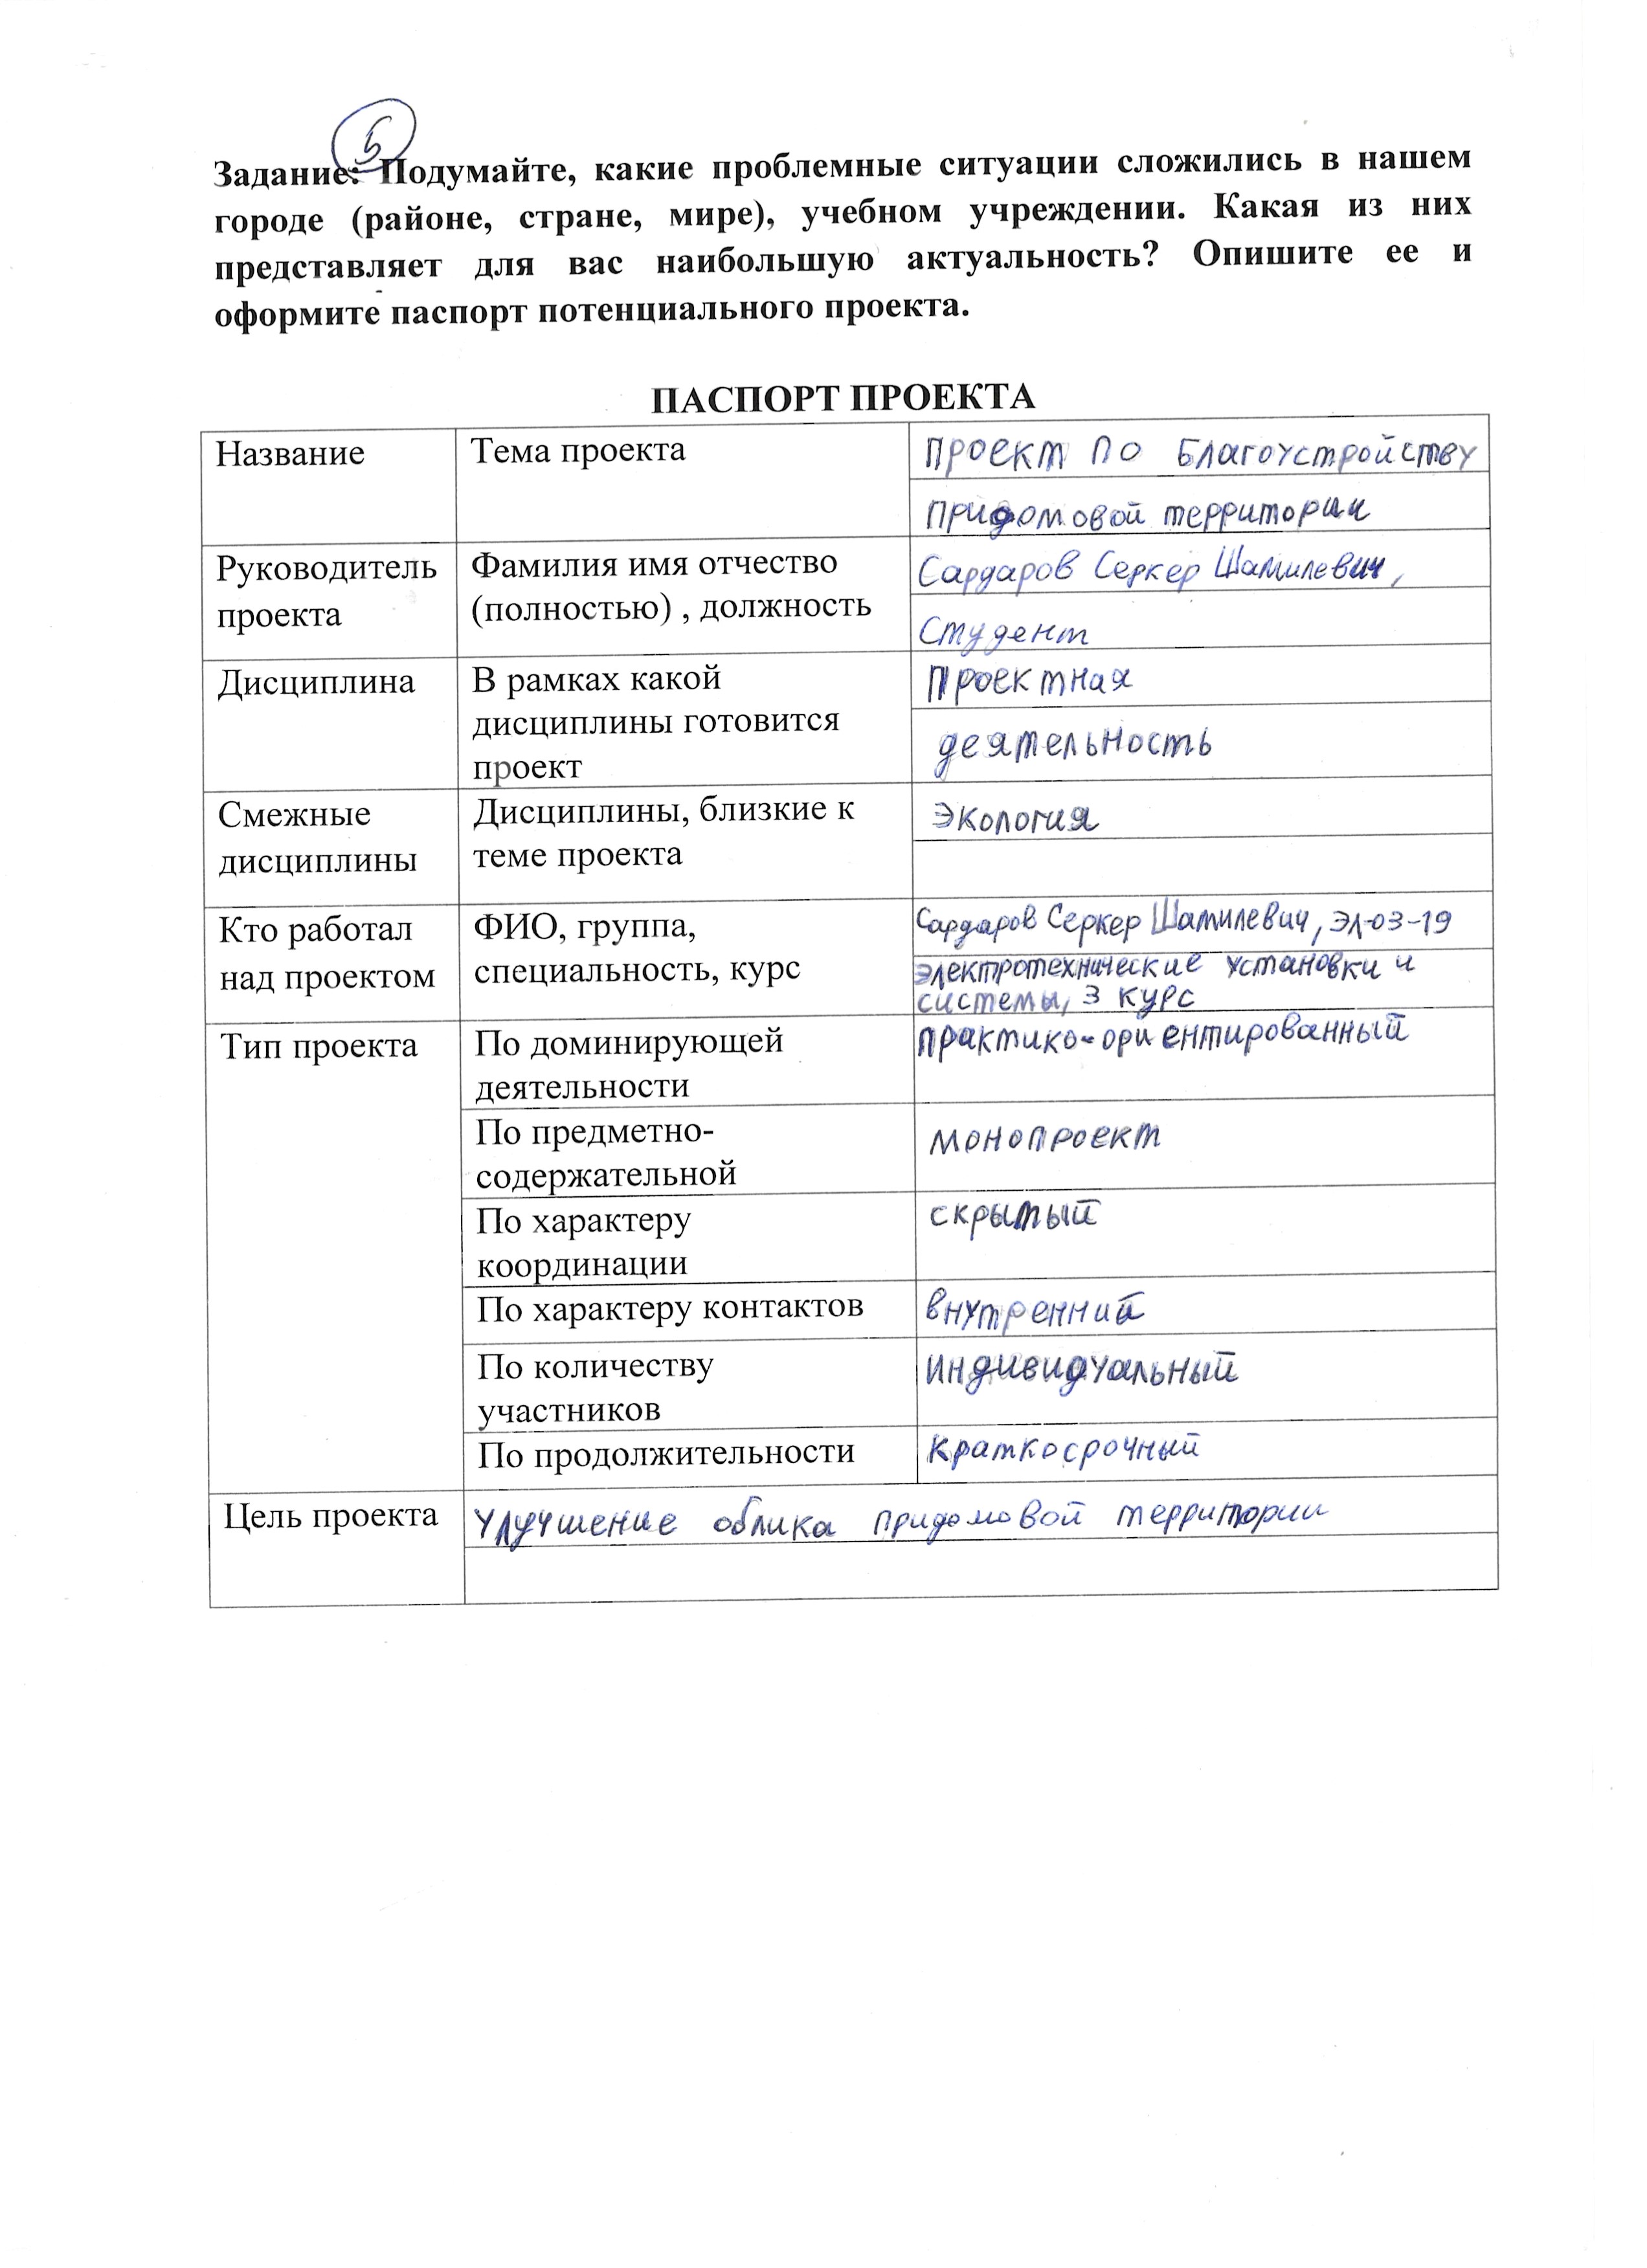 5
Задание: Подумайте, какие проблемные ситуации сложились в нашем
городе (районе, стране, мире), учебном учреждении. Какая из них
представляет для вас наибольшую актуальность? Опишите ее и
оформите паспорт потенциального проекта.
ПАСПОРТ ПРОЕКТА
Название
Тема проекта
Проект по благоустройству
придомовой территории
Руководитель
проекта
Фамилия имя отчество
(полностью) , должность
Сардаров Серкер Шамилевич,
Студент
Дисциплина
В рамках какой
дисциплины готовится
проект
Проектная
деятельность
Смежные
дисциплины
Дисциплины, близкие к
теме проекта
Экология
Кто работал
над проектом
ФИО, группа,
специальность, курс
Сардаров Серкер Шамилевич, ЭЛ-03-19
Электротехнические установки и
системы, 3 курс
Тип проекта
По доминирующей
деятельности
практико-ориентированный
По предметно-
содержательной
монопроект
По характеру
координации
скрытый
По характеру контактов
внутренний
По количеству
участников
индивидуальный
По продолжительности
краткосрочный
Цель проекта
Улучшение облика придомовой территории